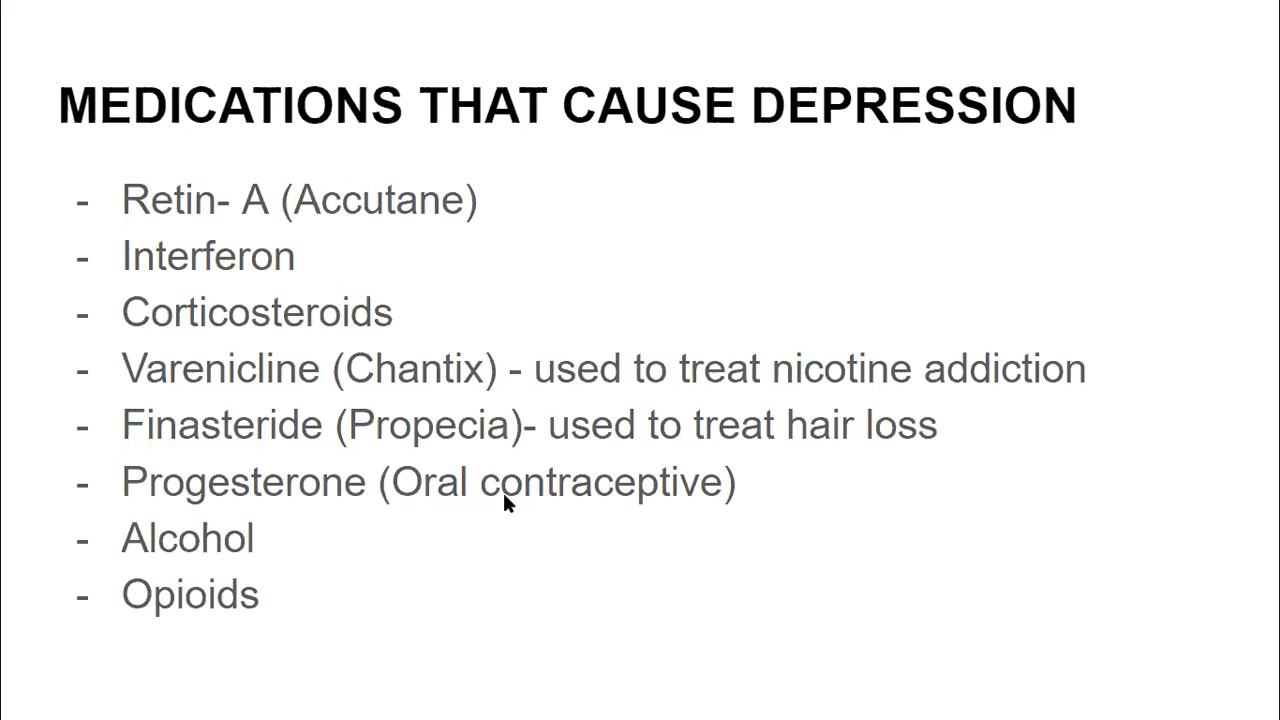 MEDICATIONS THAT CAUSE DEPRESSION
- Retin- A (Accutane)
- Interferon
- Corticosteroids
- Varenicline (Chantix) - used to treat nicotine addiction
- Finasteride (Propecia)- used to treat hair loss
- Progesterone (Oral contraceptive)
- Alcohol
- Opioids